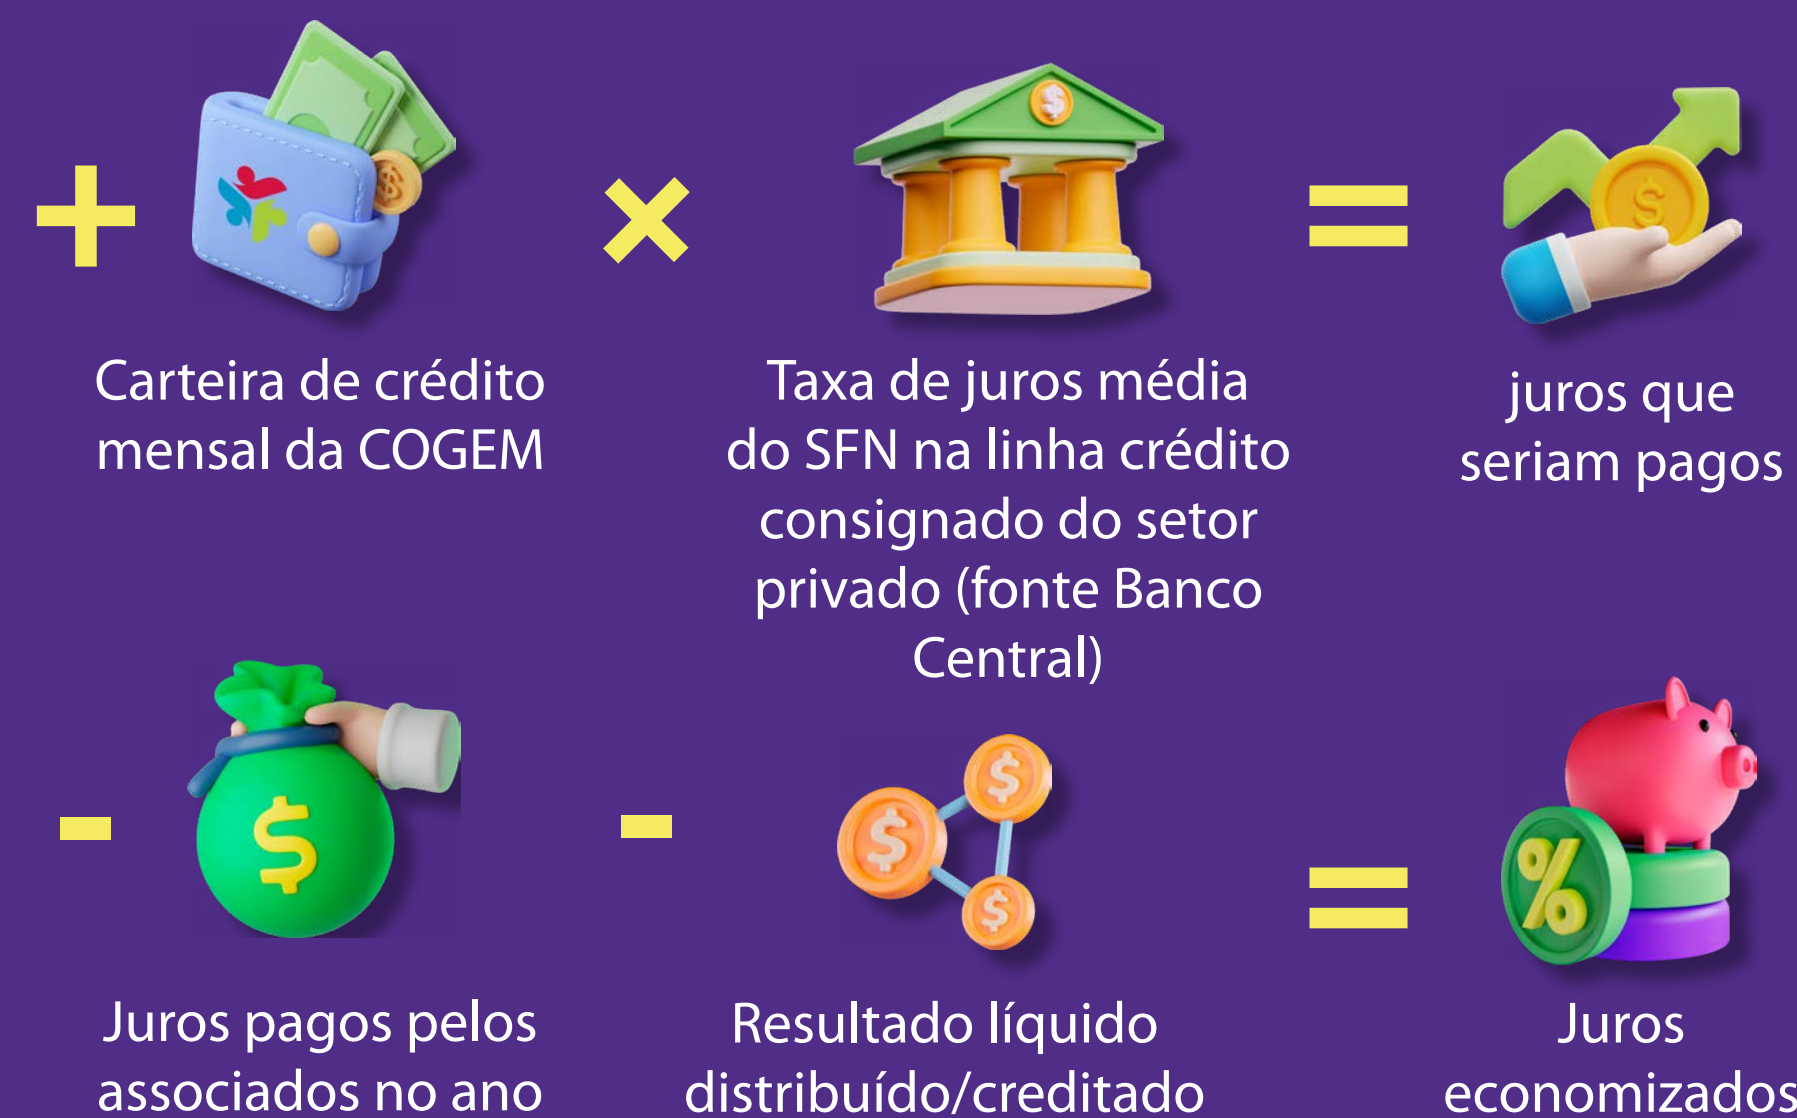 +
×
=
Carteira de crédito
mensal da COGEM
Taxa de juros média
do SFN na linha crédito
consignado do setor
privado (fonte Banco
Central)
juros que
seriam pagos
-
-
=
Juros pagos pelos
associados no ano
Resultado líquido
distribuído/creditado
Juros
economizados